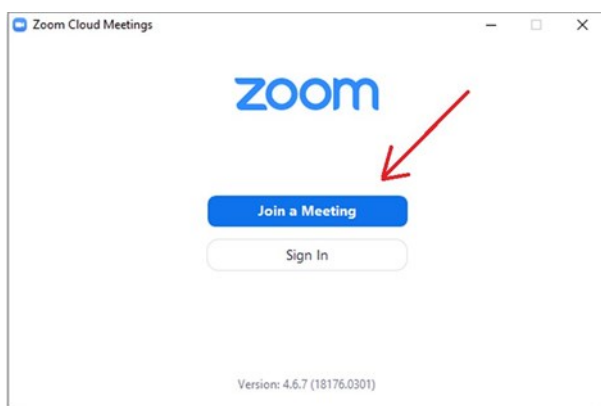 Zoom Cloud Meetings
zoom
Join a Meeting
Sign In
Version: 4.6.7 (18176.0301)